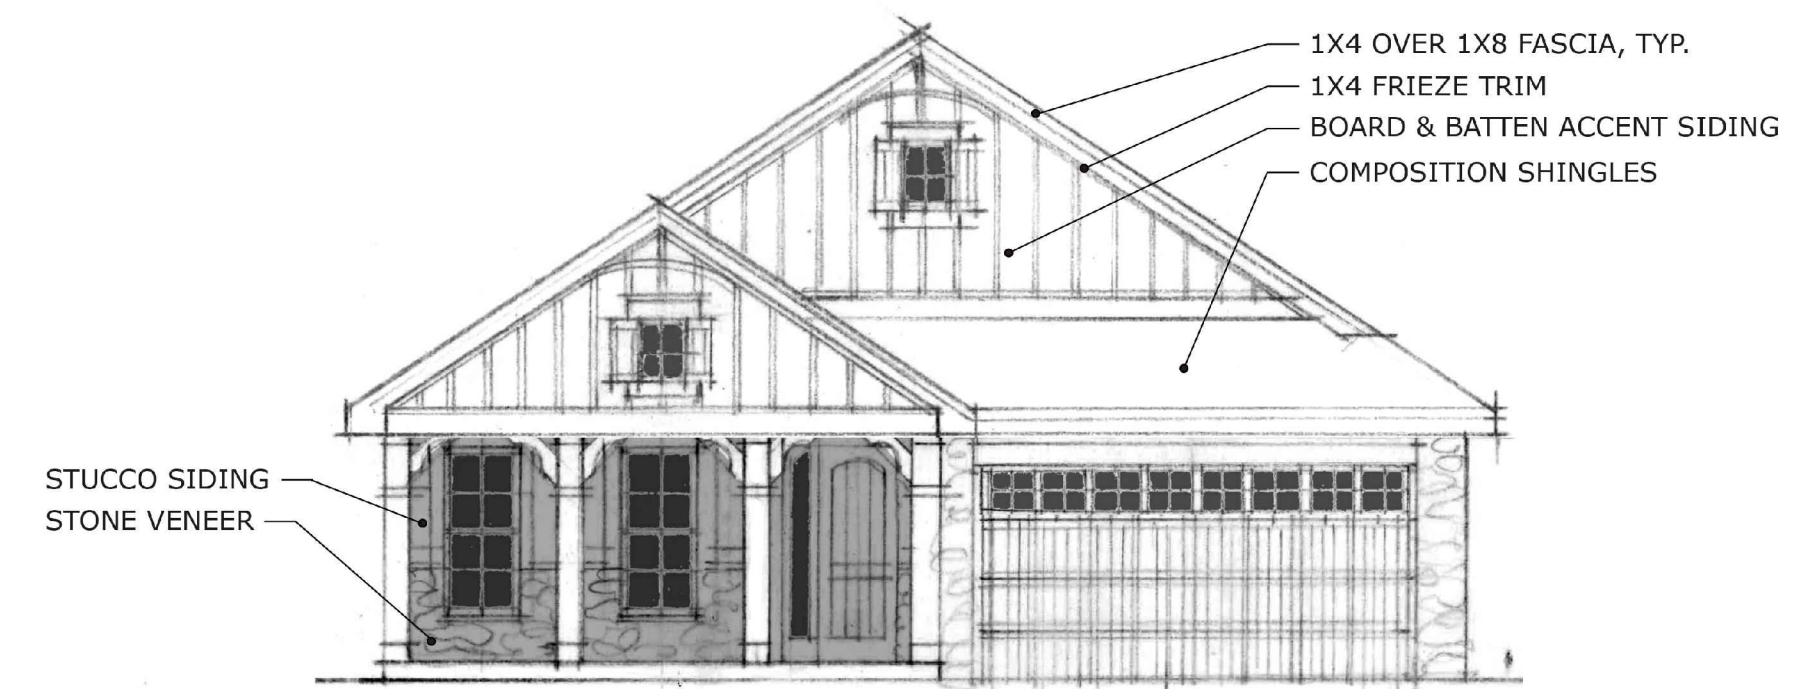 1X4 OVER 1X8 FASCIA, TYP.
1X4 FRIEZE TRIM
BOARD & BATTEN ACCENT SIDING
COMPOSITION SHINGLES
STUCCO SIDING
STONE VENEER